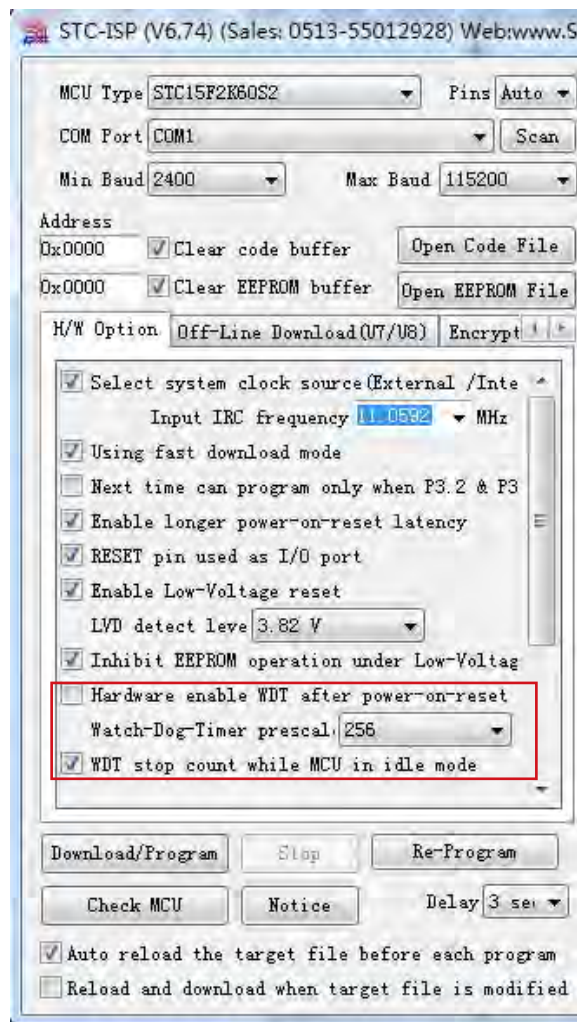 STC-ISP (V6.74) (Sales: 0513-55012928) Web:www.S
MCU Type STC15F2K60S2 Pins Auto
COM Port COM1 Scan
Min Baud 2400 Max Baud 115200
Address
0x0000 Clear code buffer Open Code File
0x0000 Clear EEPROM buffer Open EEPROM File
H/W Option Off-Line Download(U7/U8) Encrypt
Select system clock source(External /Inte
Input IRC frequency 11.0592 MHz
Using fast download mode
Next time can program only when P3.2 & P3
Enable longer power-on-reset latency
RESET pin used as I/O port
Enable Low-Voltage reset
LVD detect leve 3.82 V
Inhibit EEPROM operation under Low-Voltag
Hardware enable WDT after power-on-reset
Watch-Dog-Timer prescal 256
WDT stop count while MCU in idle mode
Download/Program Stop Re-Program
Check MCU Notice Delay 3 se
Auto reload the target file before each program
Reload and download when target file is modified